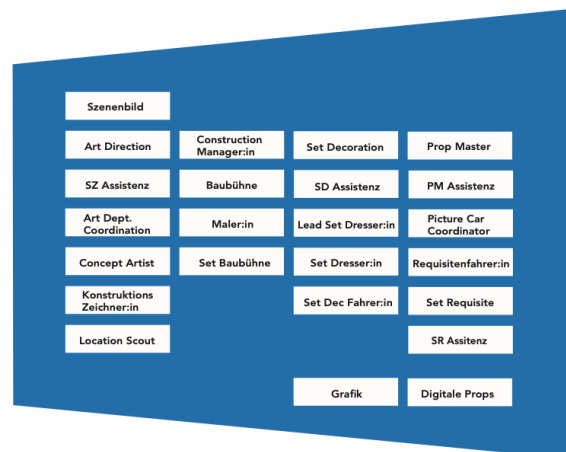 Szenenbild
Art Direction
Construction
Manager:in
Set Decoration
Prop Master
SZ Assistenz
Baubühne
SD Assistenz
PM Assistenz
Art Dept.
Coordination
Maler:in
Lead Set Dresser:in
Picture Car
Coordinator
Concept Artist
Set Baubühne
Set Dresser:in
Requisitenfahrer:in
Konstruktions
Zeichner:in
Set Dec Fahrer:in
Set Requisite
Location Scout
SR Assitenz
Grafik
Digitale Props